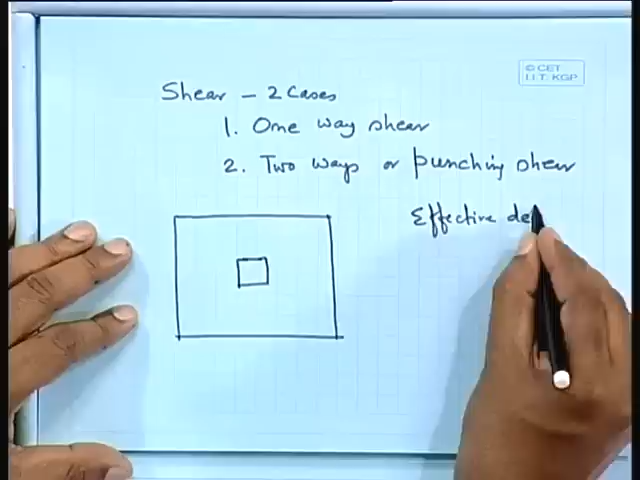 © CET
I.I.T. KGP
Shear - 2 Cases
1. One way shear
2. Two ways or punching shear
Effective de